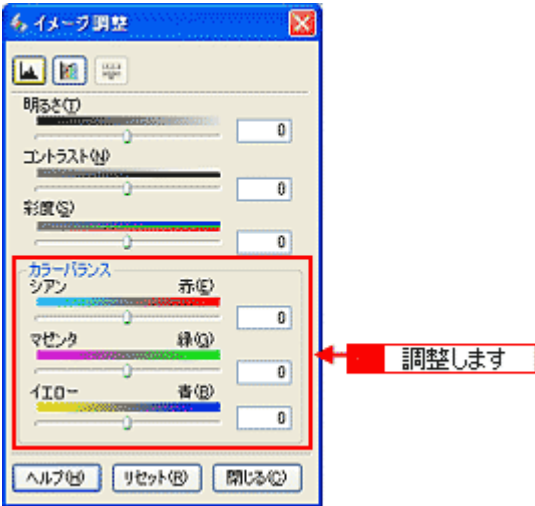 イメージ調整
明るさ(T)
0
コントラスト(N)
0
彩度(S)
0
カラーバランス
シアン 赤(E)
0
マゼンタ 緑(G)
0
イエロー 青(B)
0
調整します
ヘルプ(H) リセット(R) 閉じる(C)